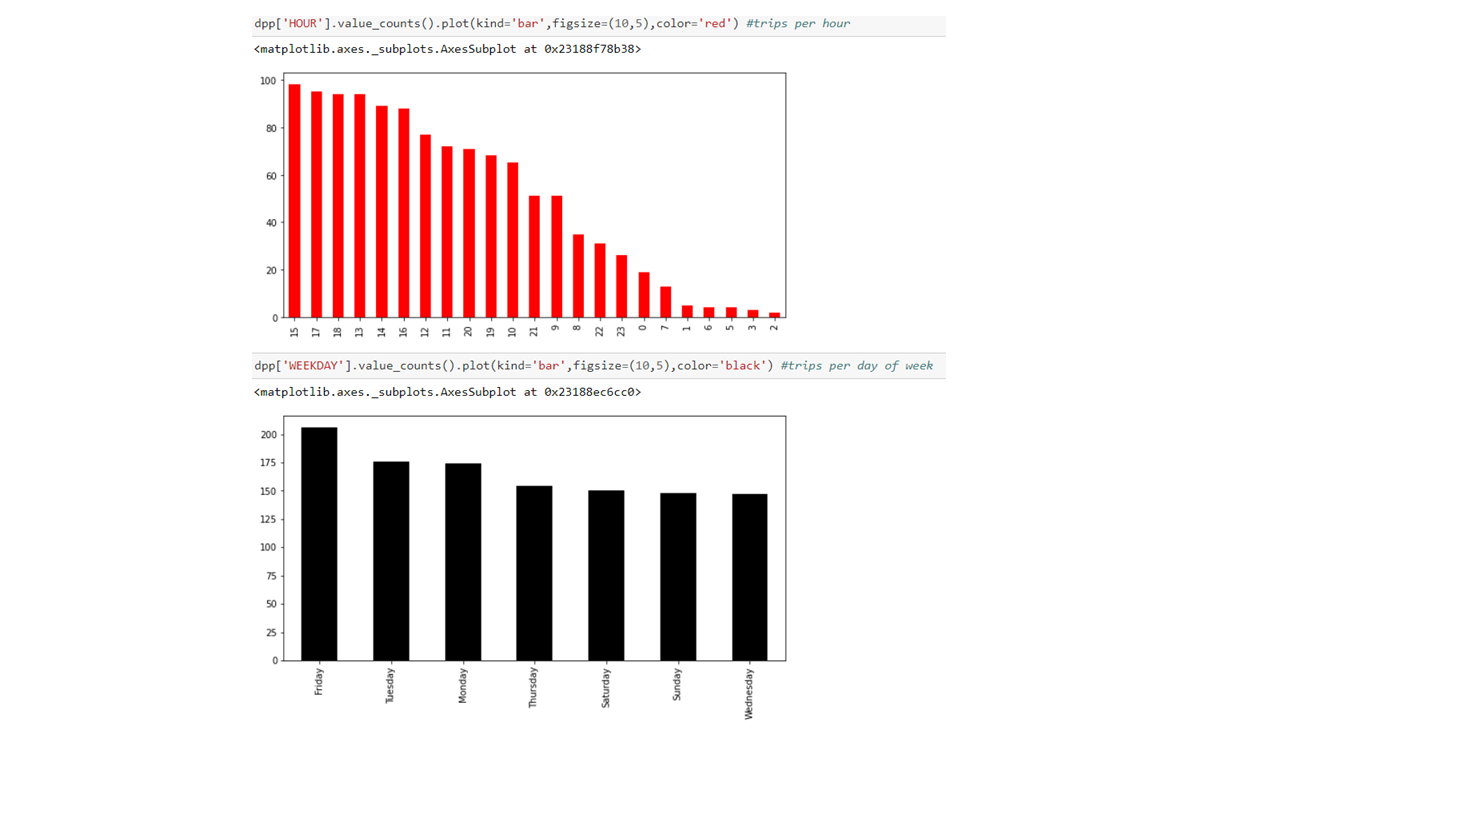 dpp['HOUR'].value_counts().plot(kind='bar',figsize=(10,5),color='red') #trips per hour
<matplotlib.axes._subplots.AxesSubplot at 0x23188f78b38>
100
80
60
40
20
0
15 17 18 13 14 16 12 11 20 19 10 21 9 8 22 23 0 7 1 6 5 3 2
dpp['WEEKDAY'].value_counts().plot(kind='bar',figsize=(10,5),color='black') #trips per day of week
<matplotlib.axes._subplots.AxesSubplot at 0x23188ec6cc0>
200
175
150
125
100
75
50
25
0
Friday Tuesday Monday Thursday Saturday Sunday Wednesday